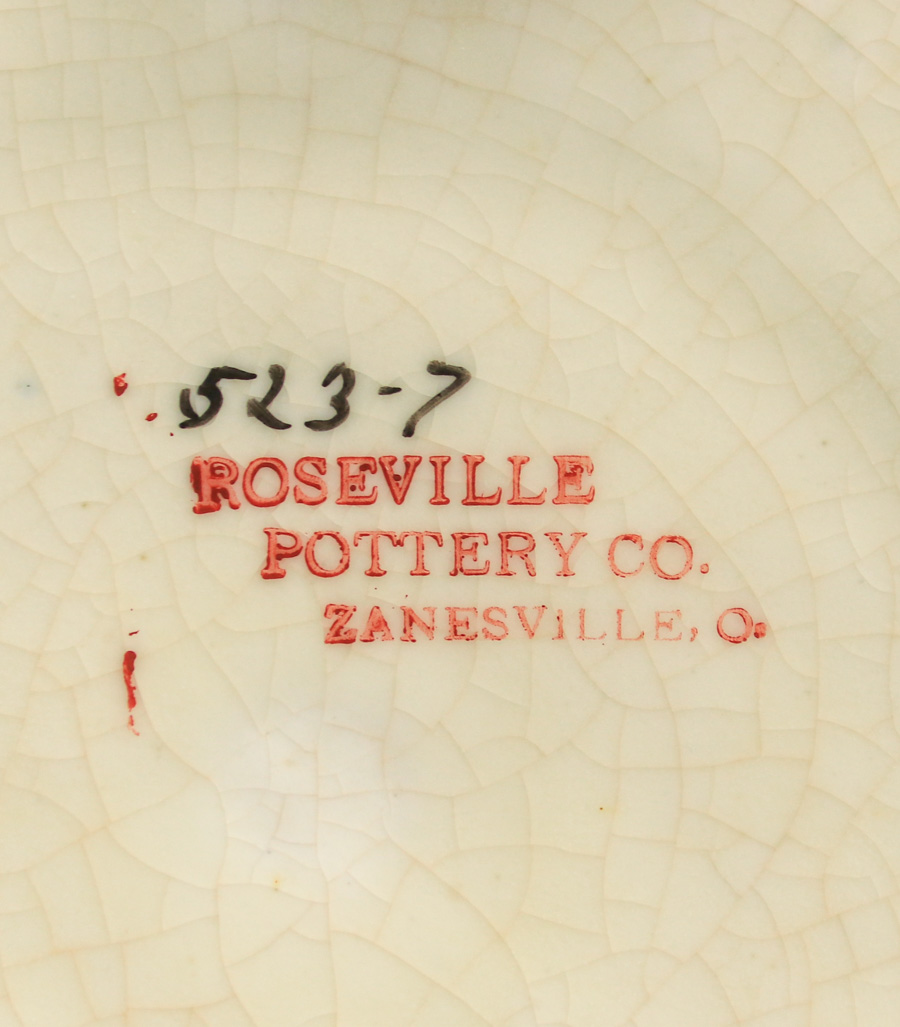 523-7
ROSEVILLE
POTTERY CO.
ZANESVILLE, O.